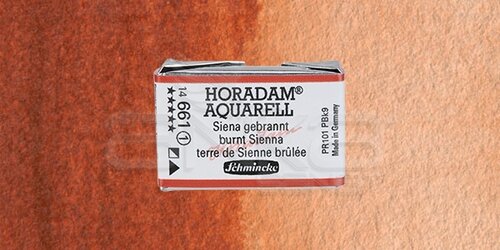 HORADAM®
AQUARELL
Siena gebrannt
burnt Sienna
terre de Sienne brûlée
Schmincke
14 661 1
PR101 PBk9
Made in Germany